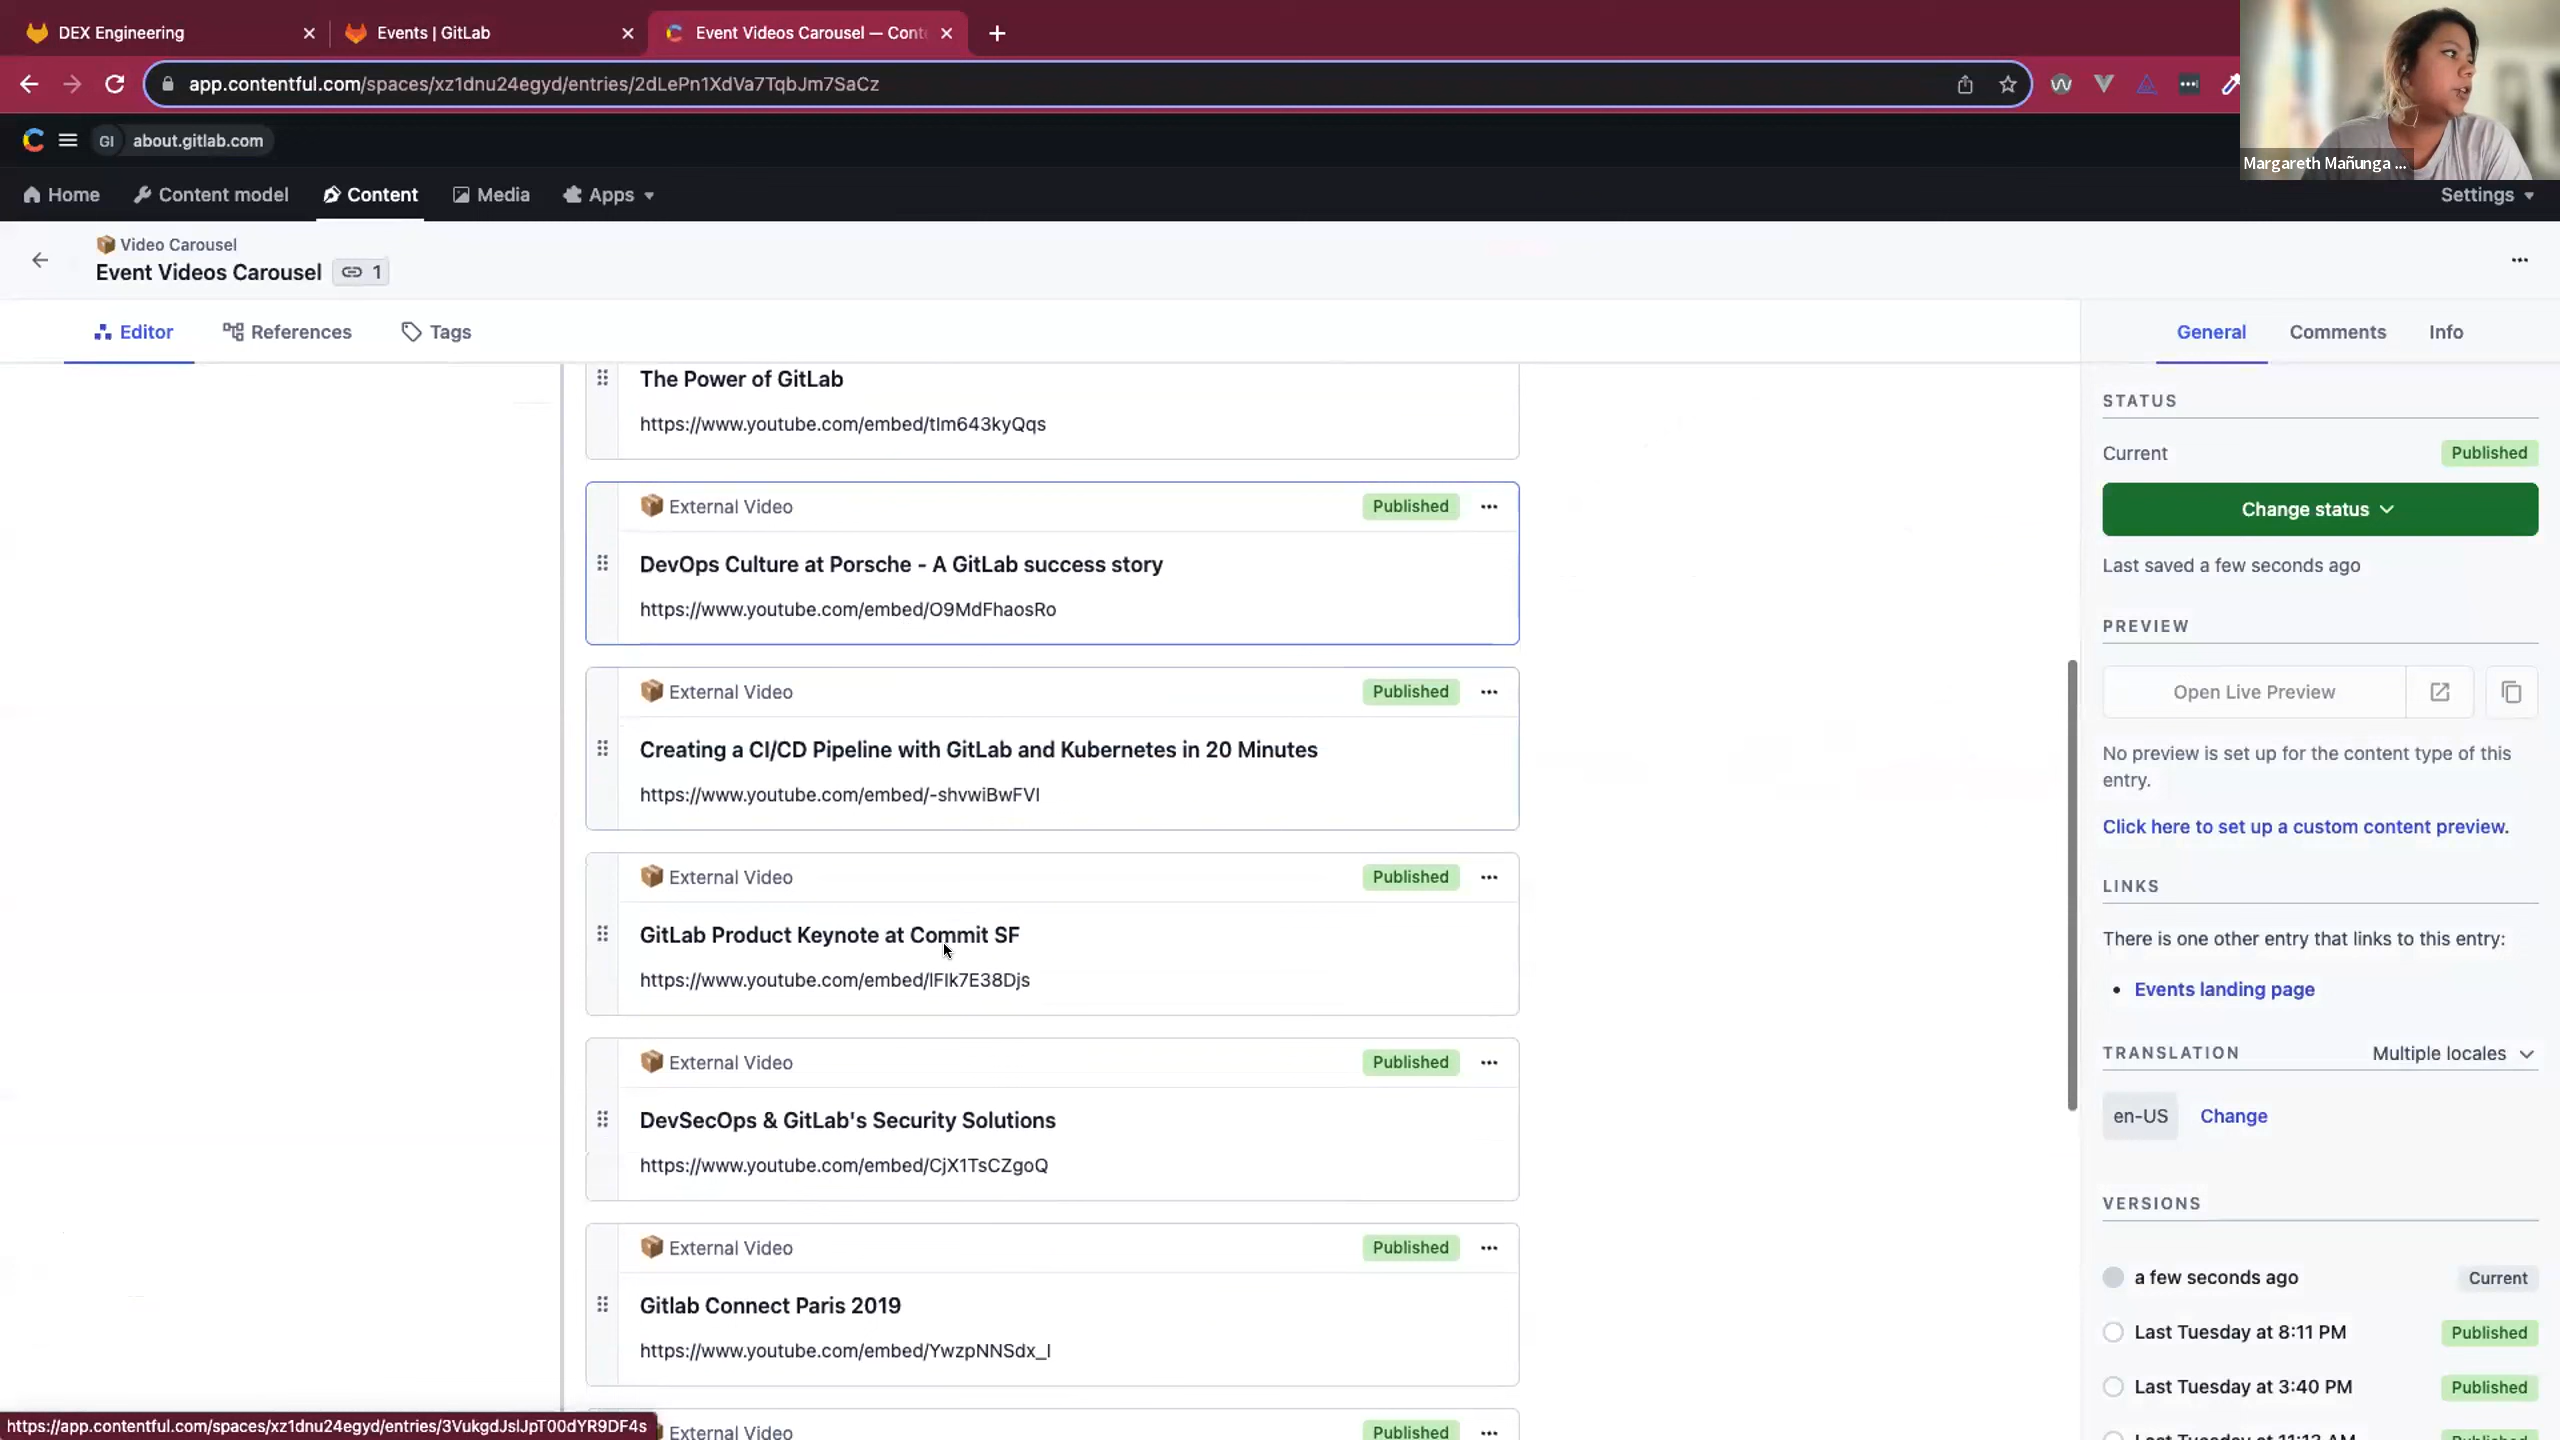 DEX Engineering
Events | GitLab
Event Videos Carousel — Cont
app.contentful.com/spaces/xz1dnu24egyd/entries/2dLePn1XdVa7TqbJm7SaCz
GI about.gitlab.com
Margareth Mañunga ...
Home
Content model
Content
Media
Apps
Settings
Video Carousel
Event Videos Carousel
1
Editor
References
Tags
General
Comments
Info
The Power of GitLab
https://www.youtube.com/embed/tlm643kyQqs
External Video
Published
DevOps Culture at Porsche - A GitLab success story
https://www.youtube.com/embed/O9MdFhaosRo
External Video
Published
Creating a CI/CD Pipeline with GitLab and Kubernetes in 20 Minutes
https://www.youtube.com/embed/-shvwiBwFVI
External Video
Published
GitLab Product Keynote at Commit SF
https://www.youtube.com/embed/lFIk7E38Djs
External Video
Published
DevSecOps & GitLab's Security Solutions
https://www.youtube.com/embed/CjX1TsCZgoQ
External Video
Published
Gitlab Connect Paris 2019
https://www.youtube.com/embed/YwzpNNSdx_I
External Video
Published
STATUS
Current
Published
Change status
Last saved a few seconds ago
PREVIEW
Open Live Preview
No preview is set up for the content type of this
entry.
Click here to set up a custom content preview.
LINKS
There is one other entry that links to this entry:
• Events landing page
TRANSLATION
Multiple locales
en-US
Change
VERSIONS
a few seconds ago
Current
Last Tuesday at 8:11 PM
Published
Last Tuesday at 3:40 PM
Published
Last Tuesday at 11:13 AM
Published
https://app.contentful.com/spaces/xz1dnu24egyd/entries/3VukgdJslJpT00dYR9DF4s